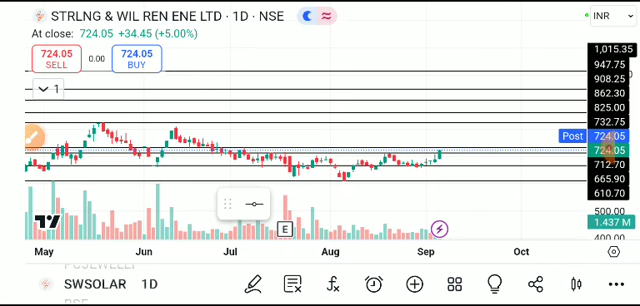 STRLNG & WIL REN ENE LTD · 1D · NSE
INR
At close: 724.05 +34.45 (+5.00%)
724.05
SELL
0.00
724.05
BUY
1
1,015.35
947.75
908.25
862.30
825.00
732.75
Post 724.05
724.05
712.70
665.90
610.70
500.00
1.437 M
400.00
E
May Jun Jul Aug Sep Oct
SWSOLAR 1D